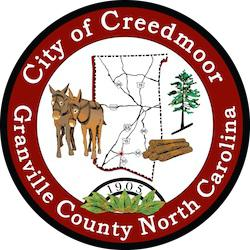 City of Creedmoor
1905
Granville County North Carolina